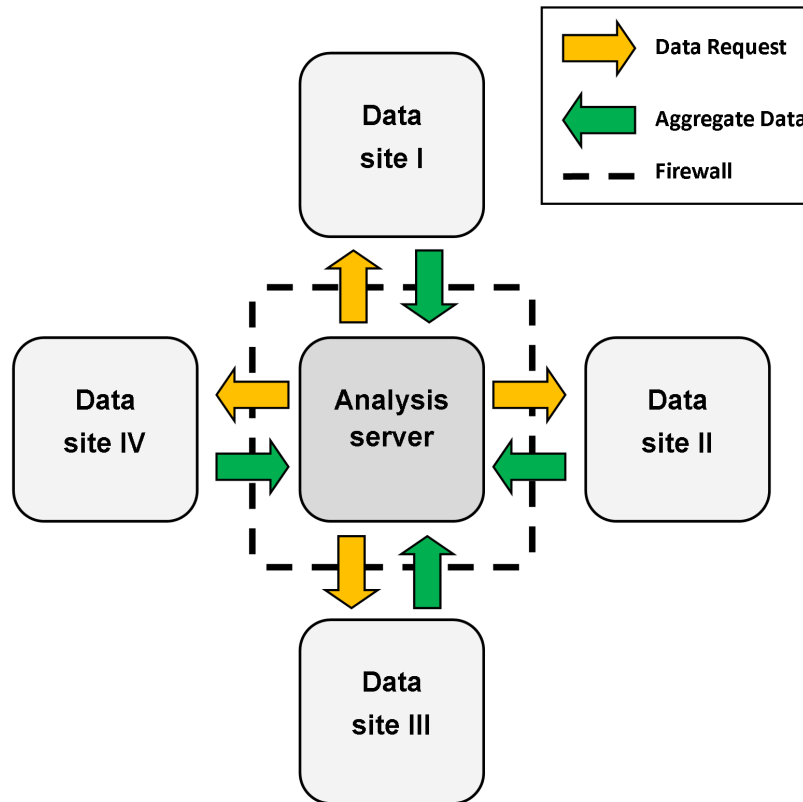 Data Request
Aggregate Data
Firewall
Data
site I
Data
site IV
Analysis
server
Data
site II
Data
site III